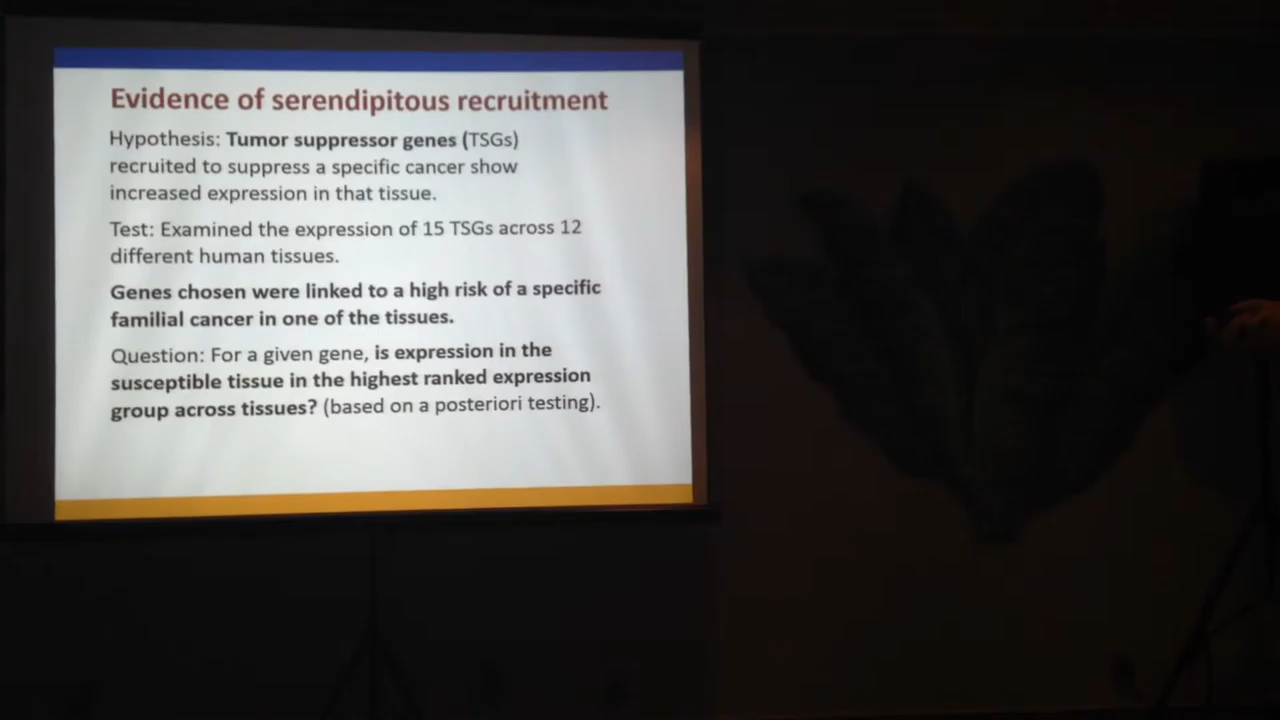 Evidence of serendipitous recruitment
Hypothesis: Tumor suppressor genes (TSGs)
recruited to suppress a specific cancer show
increased expression in that tissue.
Test: Examined the expression of 15 TSGs across 12
different human tissues.
Genes chosen were linked to a high risk of a specific
familial cancer in one of the tissues.
Question: For a given gene, is expression in the
susceptible tissue in the highest ranked expression
group across tissues? (based on a posteriori testing).